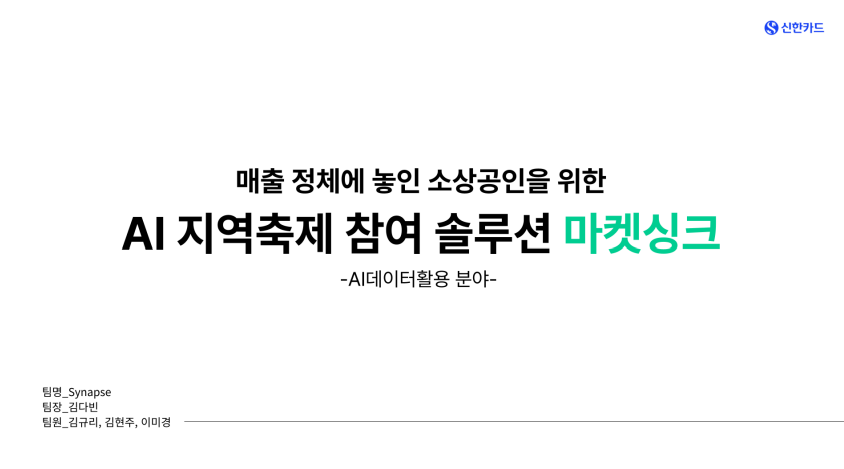 신한카드
매출 정체에 놓인 소상공인을 위한
AI 지역축제 참여 솔루션 마켓싱크
-AI데이터활용 분야-
팀명_Synapse
팀장_김다빈
팀원_김규리, 김현주, 이미경